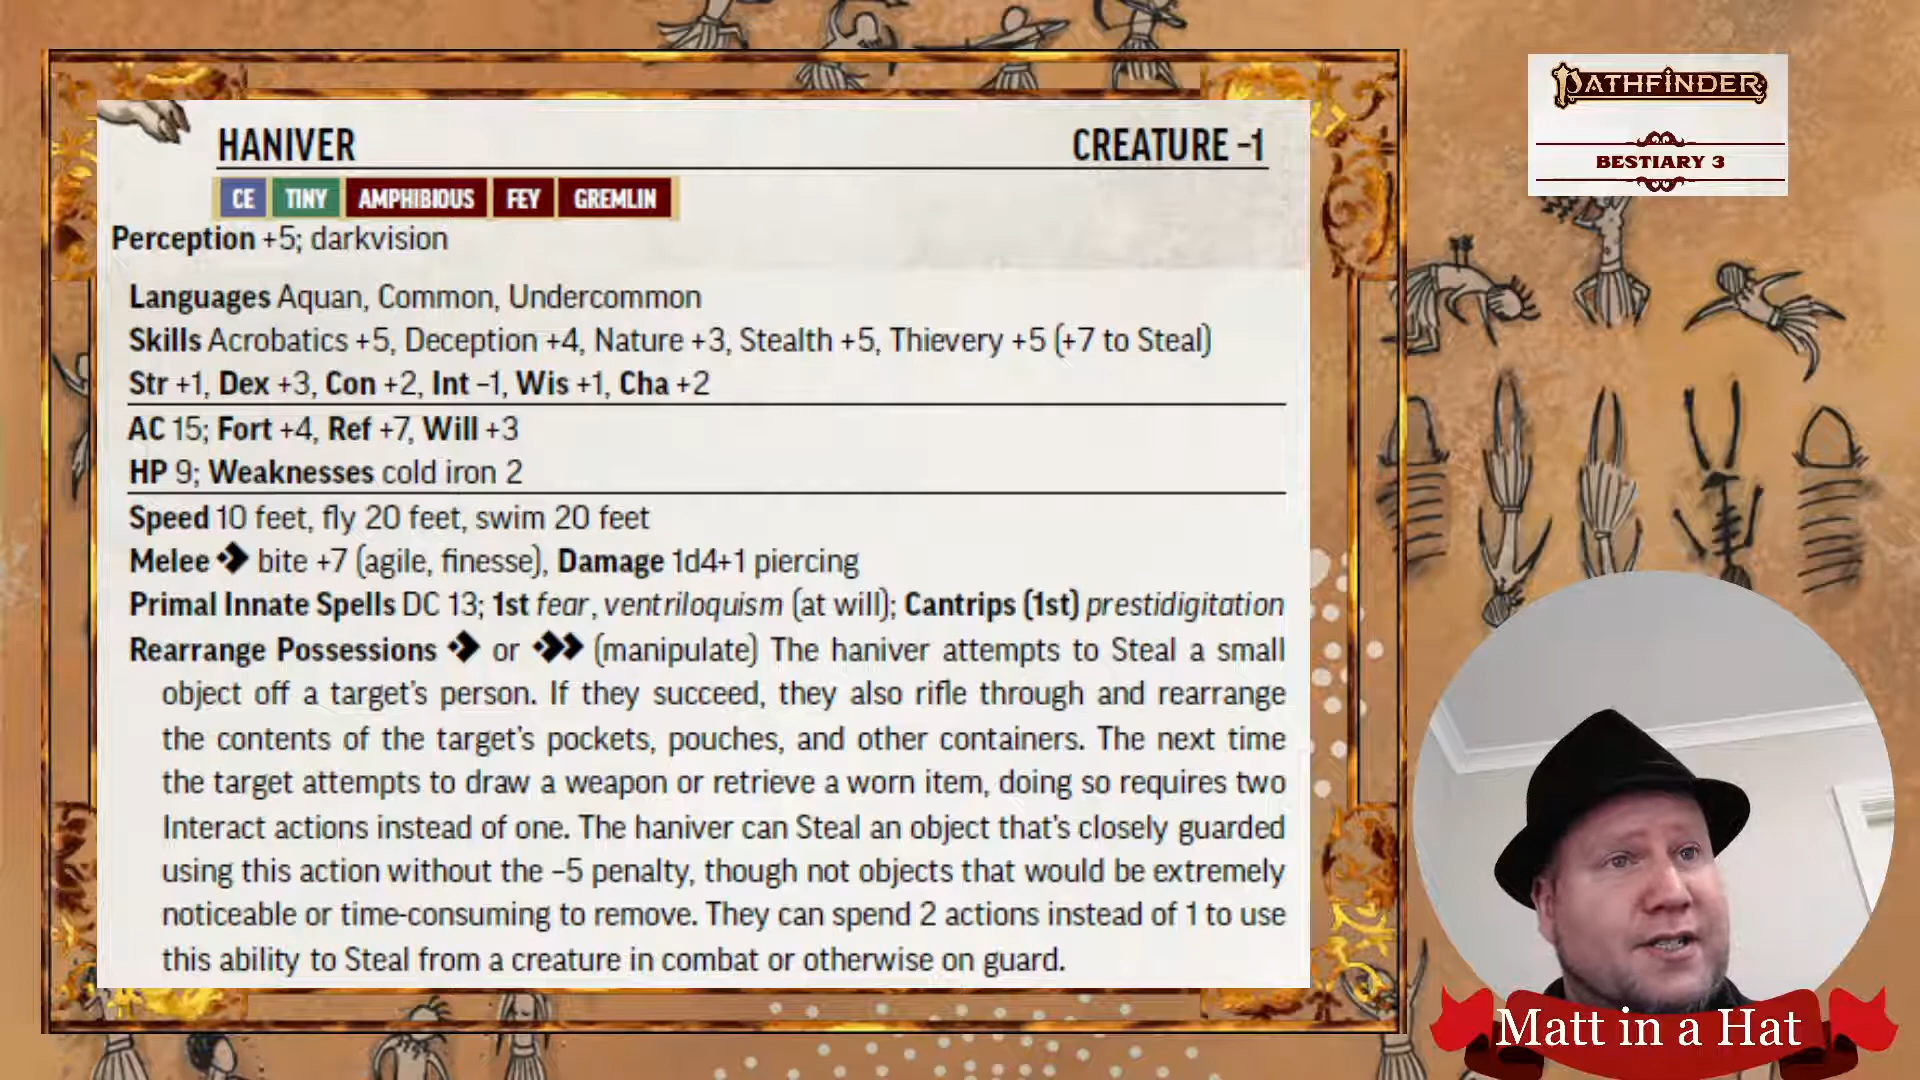 HANIVER CREATURE –1
CE TINY AMPHIBIOUS FEY GREMLIN
Perception +5; darkvision
Languages Aquan, Common, Undercommon
Skills Acrobatics +5, Deception +4, Nature +3, Stealth +5, Thievery +5 (+7 to Steal)
Str +1, Dex +3, Con +2, Int –1, Wis +1, Cha +2
AC 15; Fort +4, Ref +7, Will +3
HP 9; Weaknesses cold iron 2
Speed 10 feet, fly 20 feet, swim 20 feet
Melee bite +7 (agile, finesse), Damage 1d4+1 piercing
Primal Innate Spells DC 13; 1st fear, ventriloquism (at will); Cantrips (1st) prestidigitation
Rearrange Possessions or (manipulate) The haniver attempts to Steal a small
object off a target's person. If they succeed, they also rifle through and rearrange
the contents of the target's pockets, pouches, and other containers. The next time
the target attempts to draw a weapon or retrieve a worn item, doing so requires two
Interact actions instead of one. The haniver can Steal an object that's closely guarded
using this action without the –5 penalty, though not objects that would be extremely
noticeable or time-consuming to remove. They can spend 2 actions instead of 1 to use
this ability to Steal from a creature in combat or otherwise on guard.
PATHFINDER
BESTIARY 3
Matt in a Hat